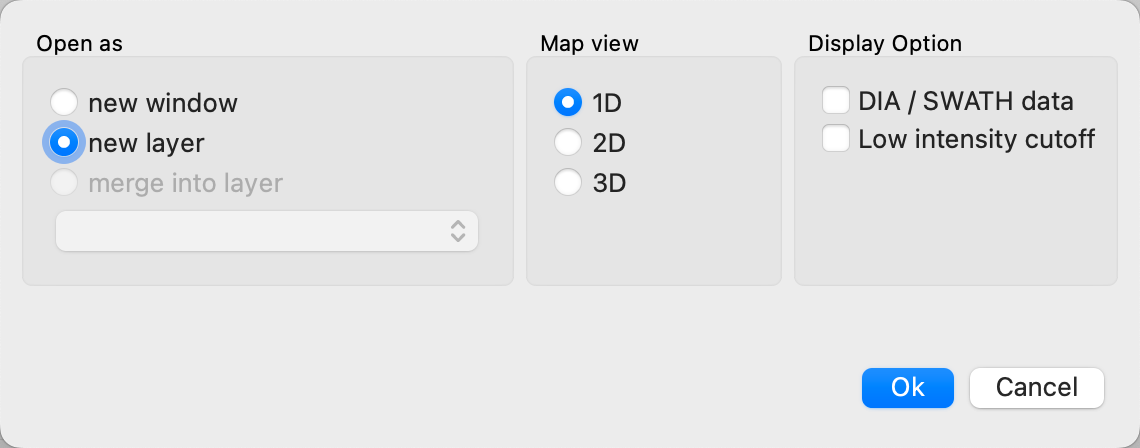 Open as
new window
new layer
merge into layer
Map view
1D
2D
3D
Display Option
DIA / SWATH data
Low intensity cutoff
Ok
Cancel